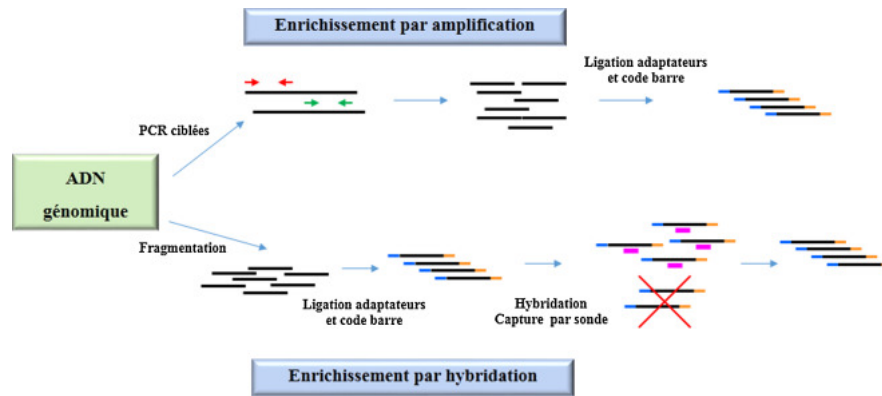 Enrichissement par amplification
Ligation adaptateurs
et code barre
PCR ciblées
ADN
génomique
Fragmentation
Ligation adaptateurs
et code barre
Hybridation
Capture par sonde
Enrichissement par hybridation